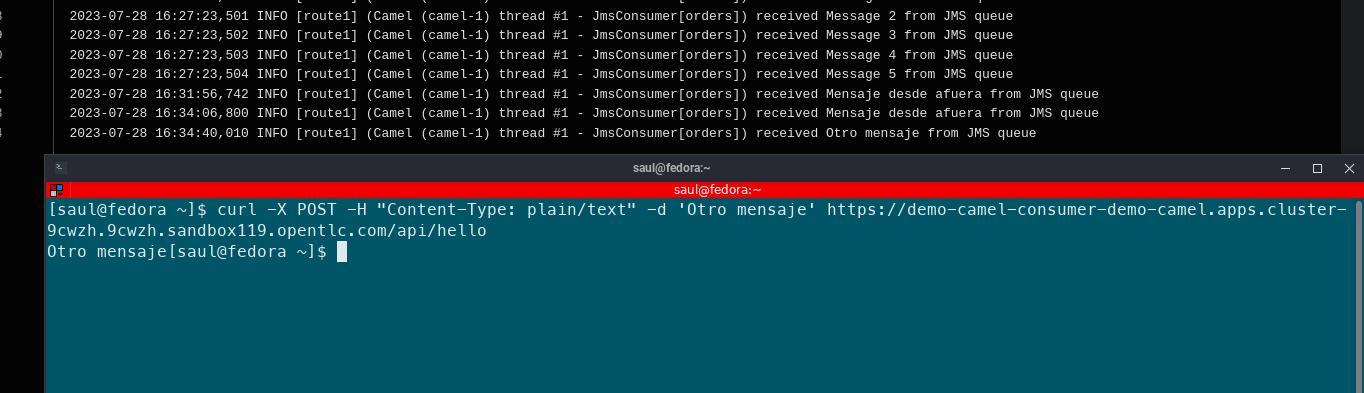 2023-07-28 16:27:23,501 INFO [route1] (Camel (camel-1) thread #1 - JmsConsumer[orders]) received Message 2 from JMS queue
2023-07-28 16:27:23,502 INFO [route1] (Camel (camel-1) thread #1 - JmsConsumer[orders]) received Message 3 from JMS queue
2023-07-28 16:27:23,503 INFO [route1] (Camel (camel-1) thread #1 - JmsConsumer[orders]) received Message 4 from JMS queue
2023-07-28 16:27:23,504 INFO [route1] (Camel (camel-1) thread #1 - JmsConsumer[orders]) received Message 5 from JMS queue
2023-07-28 16:31:56,742 INFO [route1] (Camel (camel-1) thread #1 - JmsConsumer[orders]) received Mensaje desde afuera from JMS queue
2023-07-28 16:34:06,800 INFO [route1] (Camel (camel-1) thread #1 - JmsConsumer[orders]) received Mensaje desde afuera from JMS queue
2023-07-28 16:34:40,010 INFO [route1] (Camel (camel-1) thread #1 - JmsConsumer[orders]) received Otro mensaje from JMS queue
saul@fedora:~
saul@fedora:~
[saul@fedora ~]$ curl -X POST -H "Content-Type: plain/text" -d 'Otro mensaje' https://demo-camel-consumer-demo-camel.apps.cluster-
9cwzh.9cwzh.sandbox119.opentlc.com/api/hello
Otro mensaje[saul@fedora ~]$